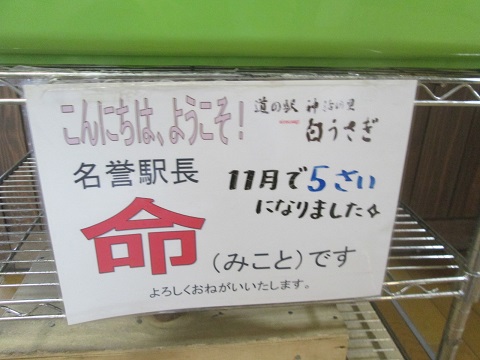 こんにちは、ようこそ!
道の駅 神話の里
白うさぎ
名誉駅長
11月で5さい
になりました
命
(みこと)です
よろしくおねがいいたします。